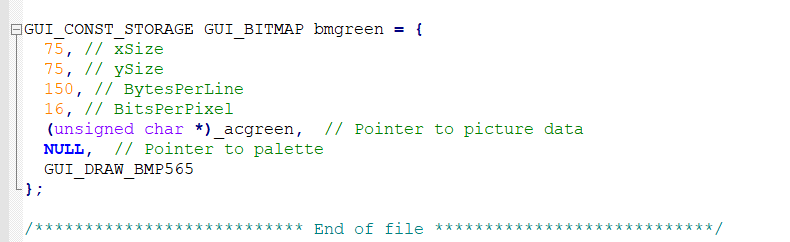 GUI_CONST_STORAGE GUI_BITMAP bmgreen = {
75, // xSize
75, // ySize
150, // BytesPerLine
16, // BitsPerPixel
(unsigned char *)_acgreen,  // Pointer to picture data
NULL,  // Pointer to palette
GUI_DRAW_BMP565
};
/*************************** End of file ****************************/